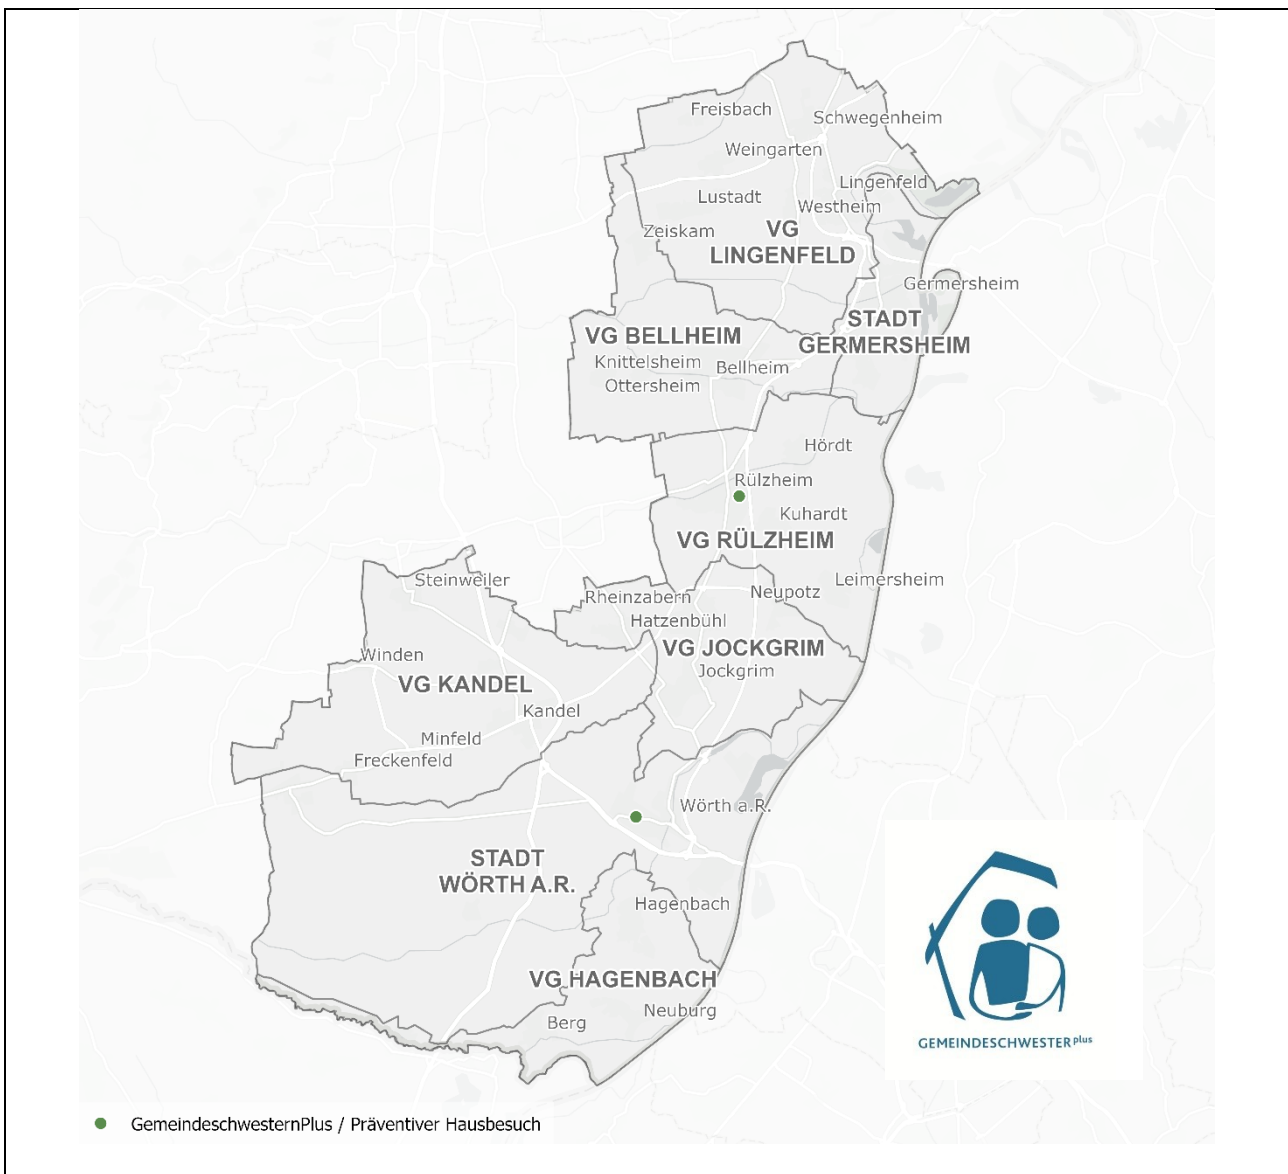 Freisbach
Schwegenheim
Weingarten
Lingenfeld
Lustadt
Westheim
Zeiskam
VG
LINGENFELD
Germersheim
STADT
GERMERSHEIM
VG BELLHEIM
Knittelsheim
Bellheim
Ottersheim
Hördt
Rülzheim
Kuhardt
VG RÜLZHEIM
Leimersheim
Steinweiler
Rheinzabern
Neupotz
Hatzenbühl
VG JOCKGRIM
Jockgrim
Winden
VG KANDEL
Kandel
Minfeld
Freckenfeld
Wörth a.R.
STADT
WÖRTH A.R.
Hagenbach
VG HAGENBACH
Neuburg
Berg
GEMEINDESCHWESTER plus
GemeindeschwesternPlus / Präventiver Hausbesuch